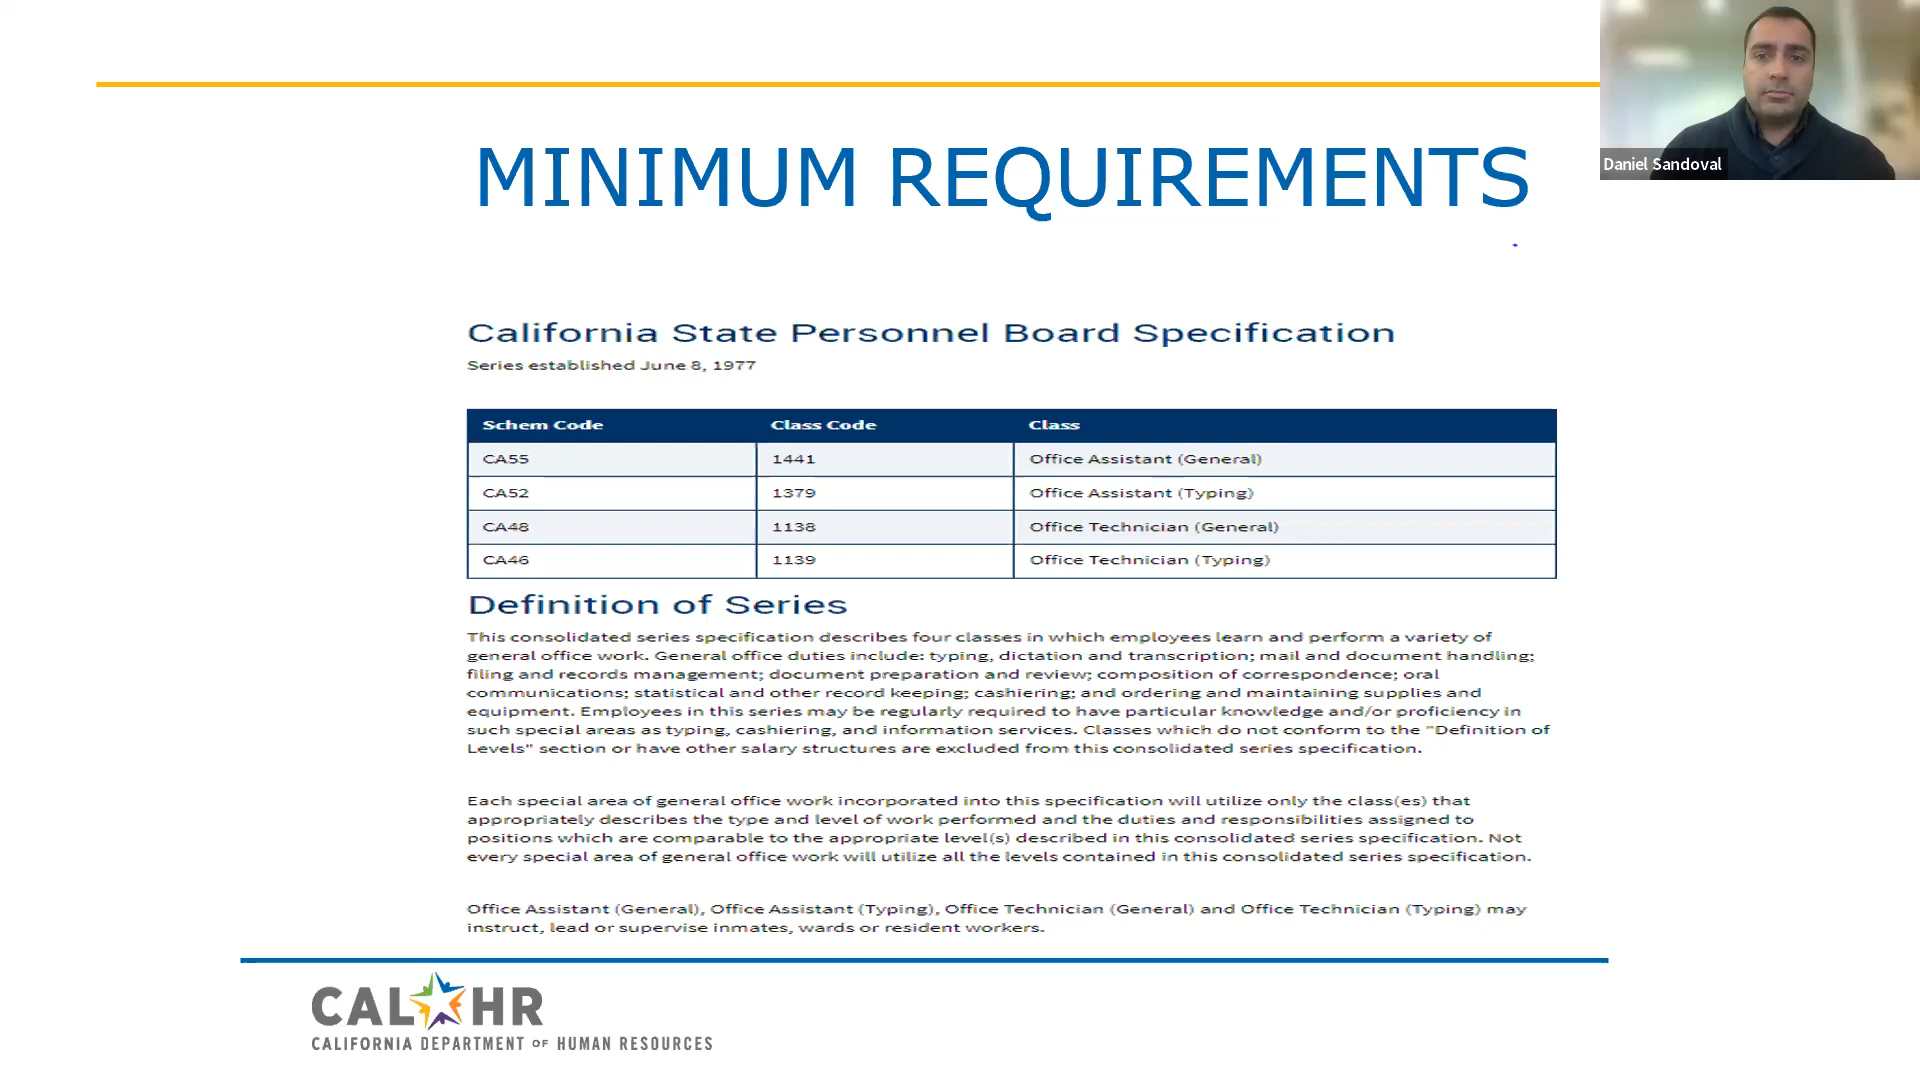 MINIMUM REQUIREMENTS
Daniel Sandoval
California State Personnel Board Specification
Series established June 8, 1977
Schem Code Class Code Class
CA55 1441 Office Assistant (General)
CA52 1379 Office Assistant (Typing)
CA48 1138 Office Technician (General)
CA46 1139 Office Technician (Typing)
Definition of Series
This consolidated series specification describes four classes in which employees learn and perform a variety of
general office work. General office duties include: typing, dictation and transcription; mail and document handling;
filing and records management; document preparation and review; composition of correspondence; oral
communications; statistical and other record keeping; cashiering; and ordering and maintaining supplies and
equipment. Employees in this series may be regularly required to have particular knowledge and/or proficiency in
such special areas as typing, cashiering, and information services. Classes which do not conform to the "Definition of
Levels" section or have other salary structures are excluded from this consolidated series specification.
Each special area of general office work incorporated into this specification will utilize only the class(es) that
appropriately describes the type and level of work performed and the duties and responsibilities assigned to
positions which are comparable to the appropriate level(s) described in this consolidated series specification. Not
every special area of general office work will utilize all the levels contained in this consolidated series specification.
Office Assistant (General), Office Assistant (Typing), Office Technician (General) and Office Technician (Typing) may
instruct, lead or supervise inmates, wards or resident workers.
CAL HR
CALIFORNIA DEPARTMENT OF HUMAN RESOURCES